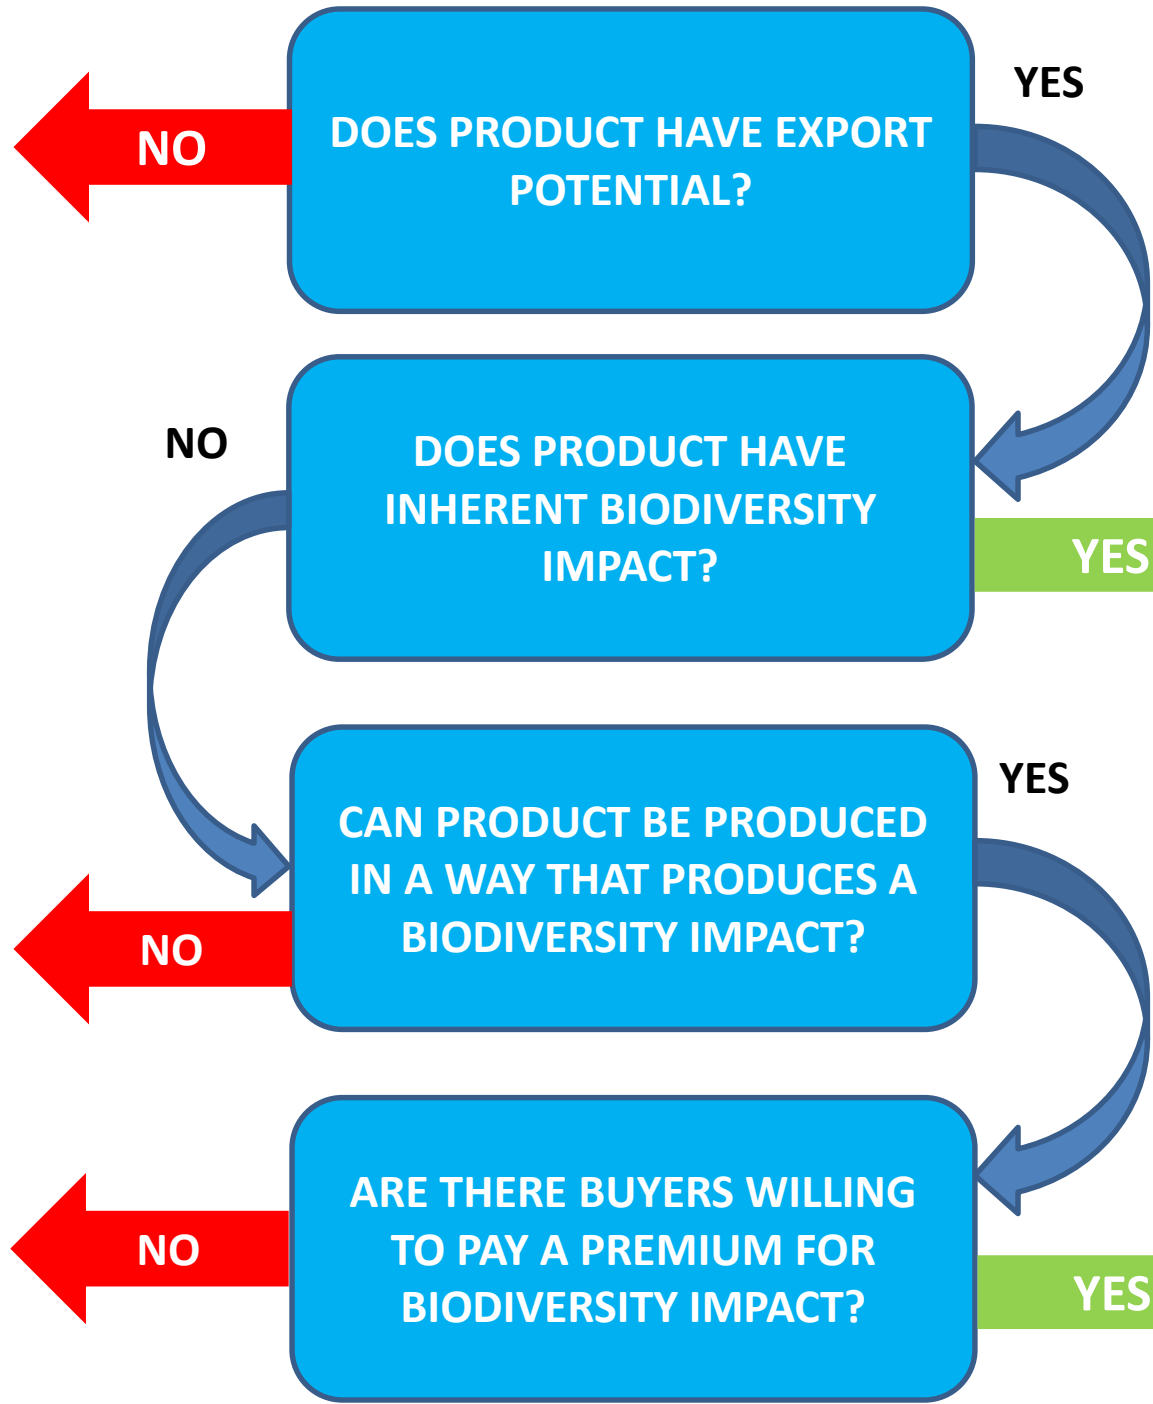 YES
NO
DOES PRODUCT HAVE EXPORT
POTENTIAL?
NO
DOES PRODUCT HAVE
INHERENT BIODIVERSITY
IMPACT?
YES
YES
CAN PRODUCT BE PRODUCED
IN A WAY THAT PRODUCES A
BIODIVERSITY IMPACT?
NO
ARE THERE BUYERS WILLING
TO PAY A PREMIUM FOR
BIODIVERSITY IMPACT?
NO
YES